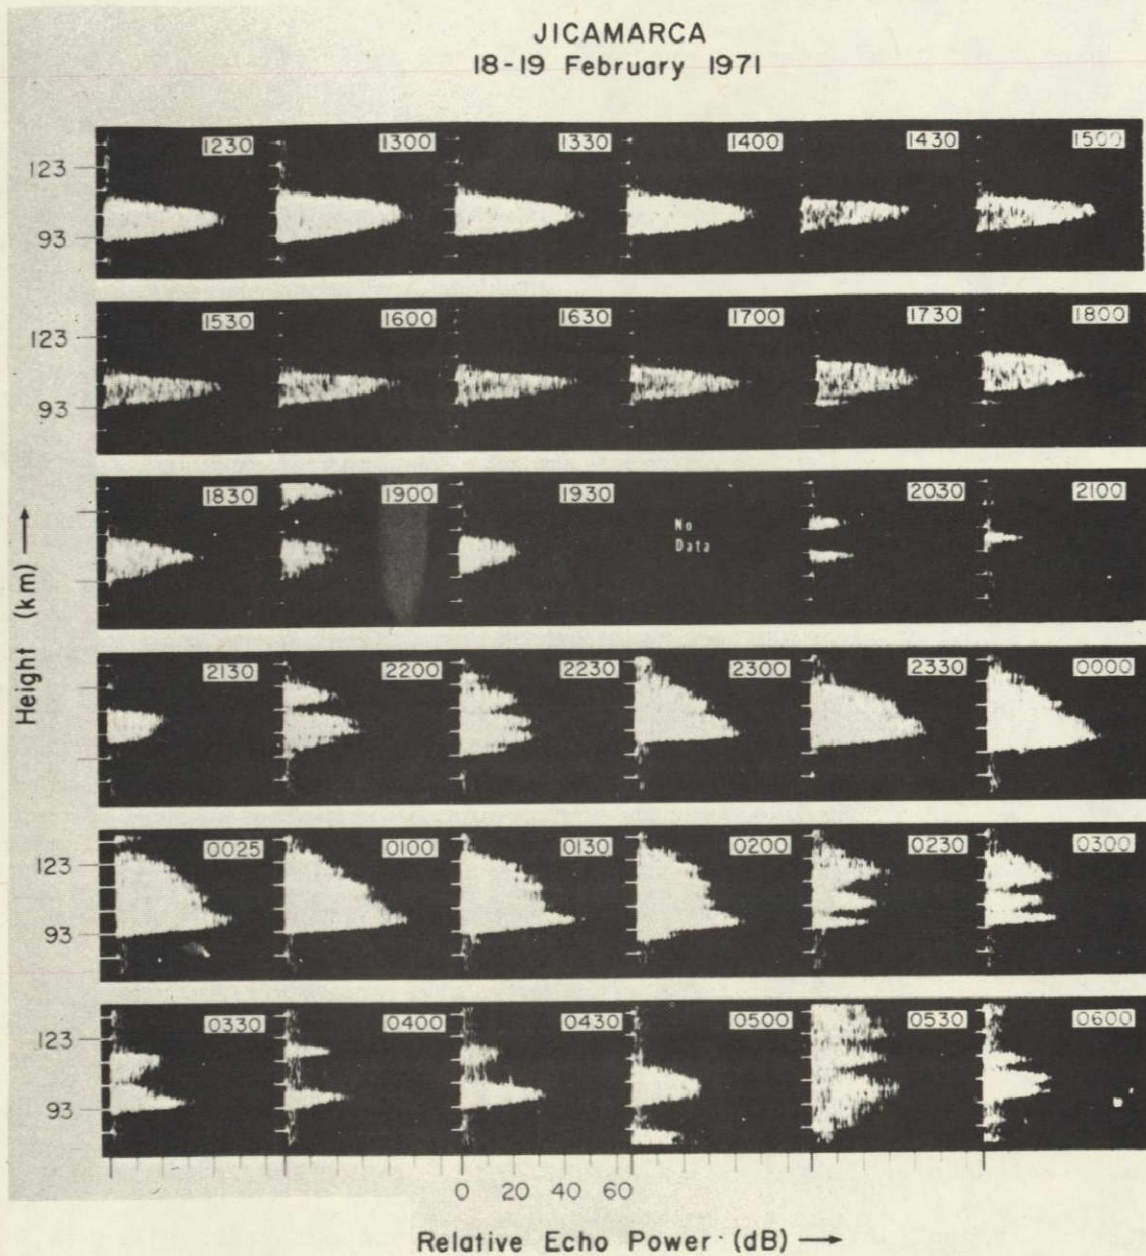 JICAMARCA
18-19 February 1971
1230 1300 1330 1400 1430 1500
123
93
1530 1600 1630 1700 1730 1800
123
93
1830 1900 1930 No Data 2030 2100
2130 2200 2230 2300 2330 0000
0025 0100 0130 0200 0230 0300
123
93
0330 0400 0430 0500 0530 0600
123
93
Height (km) →
0 20 40 60
Relative Echo Power (dB) →